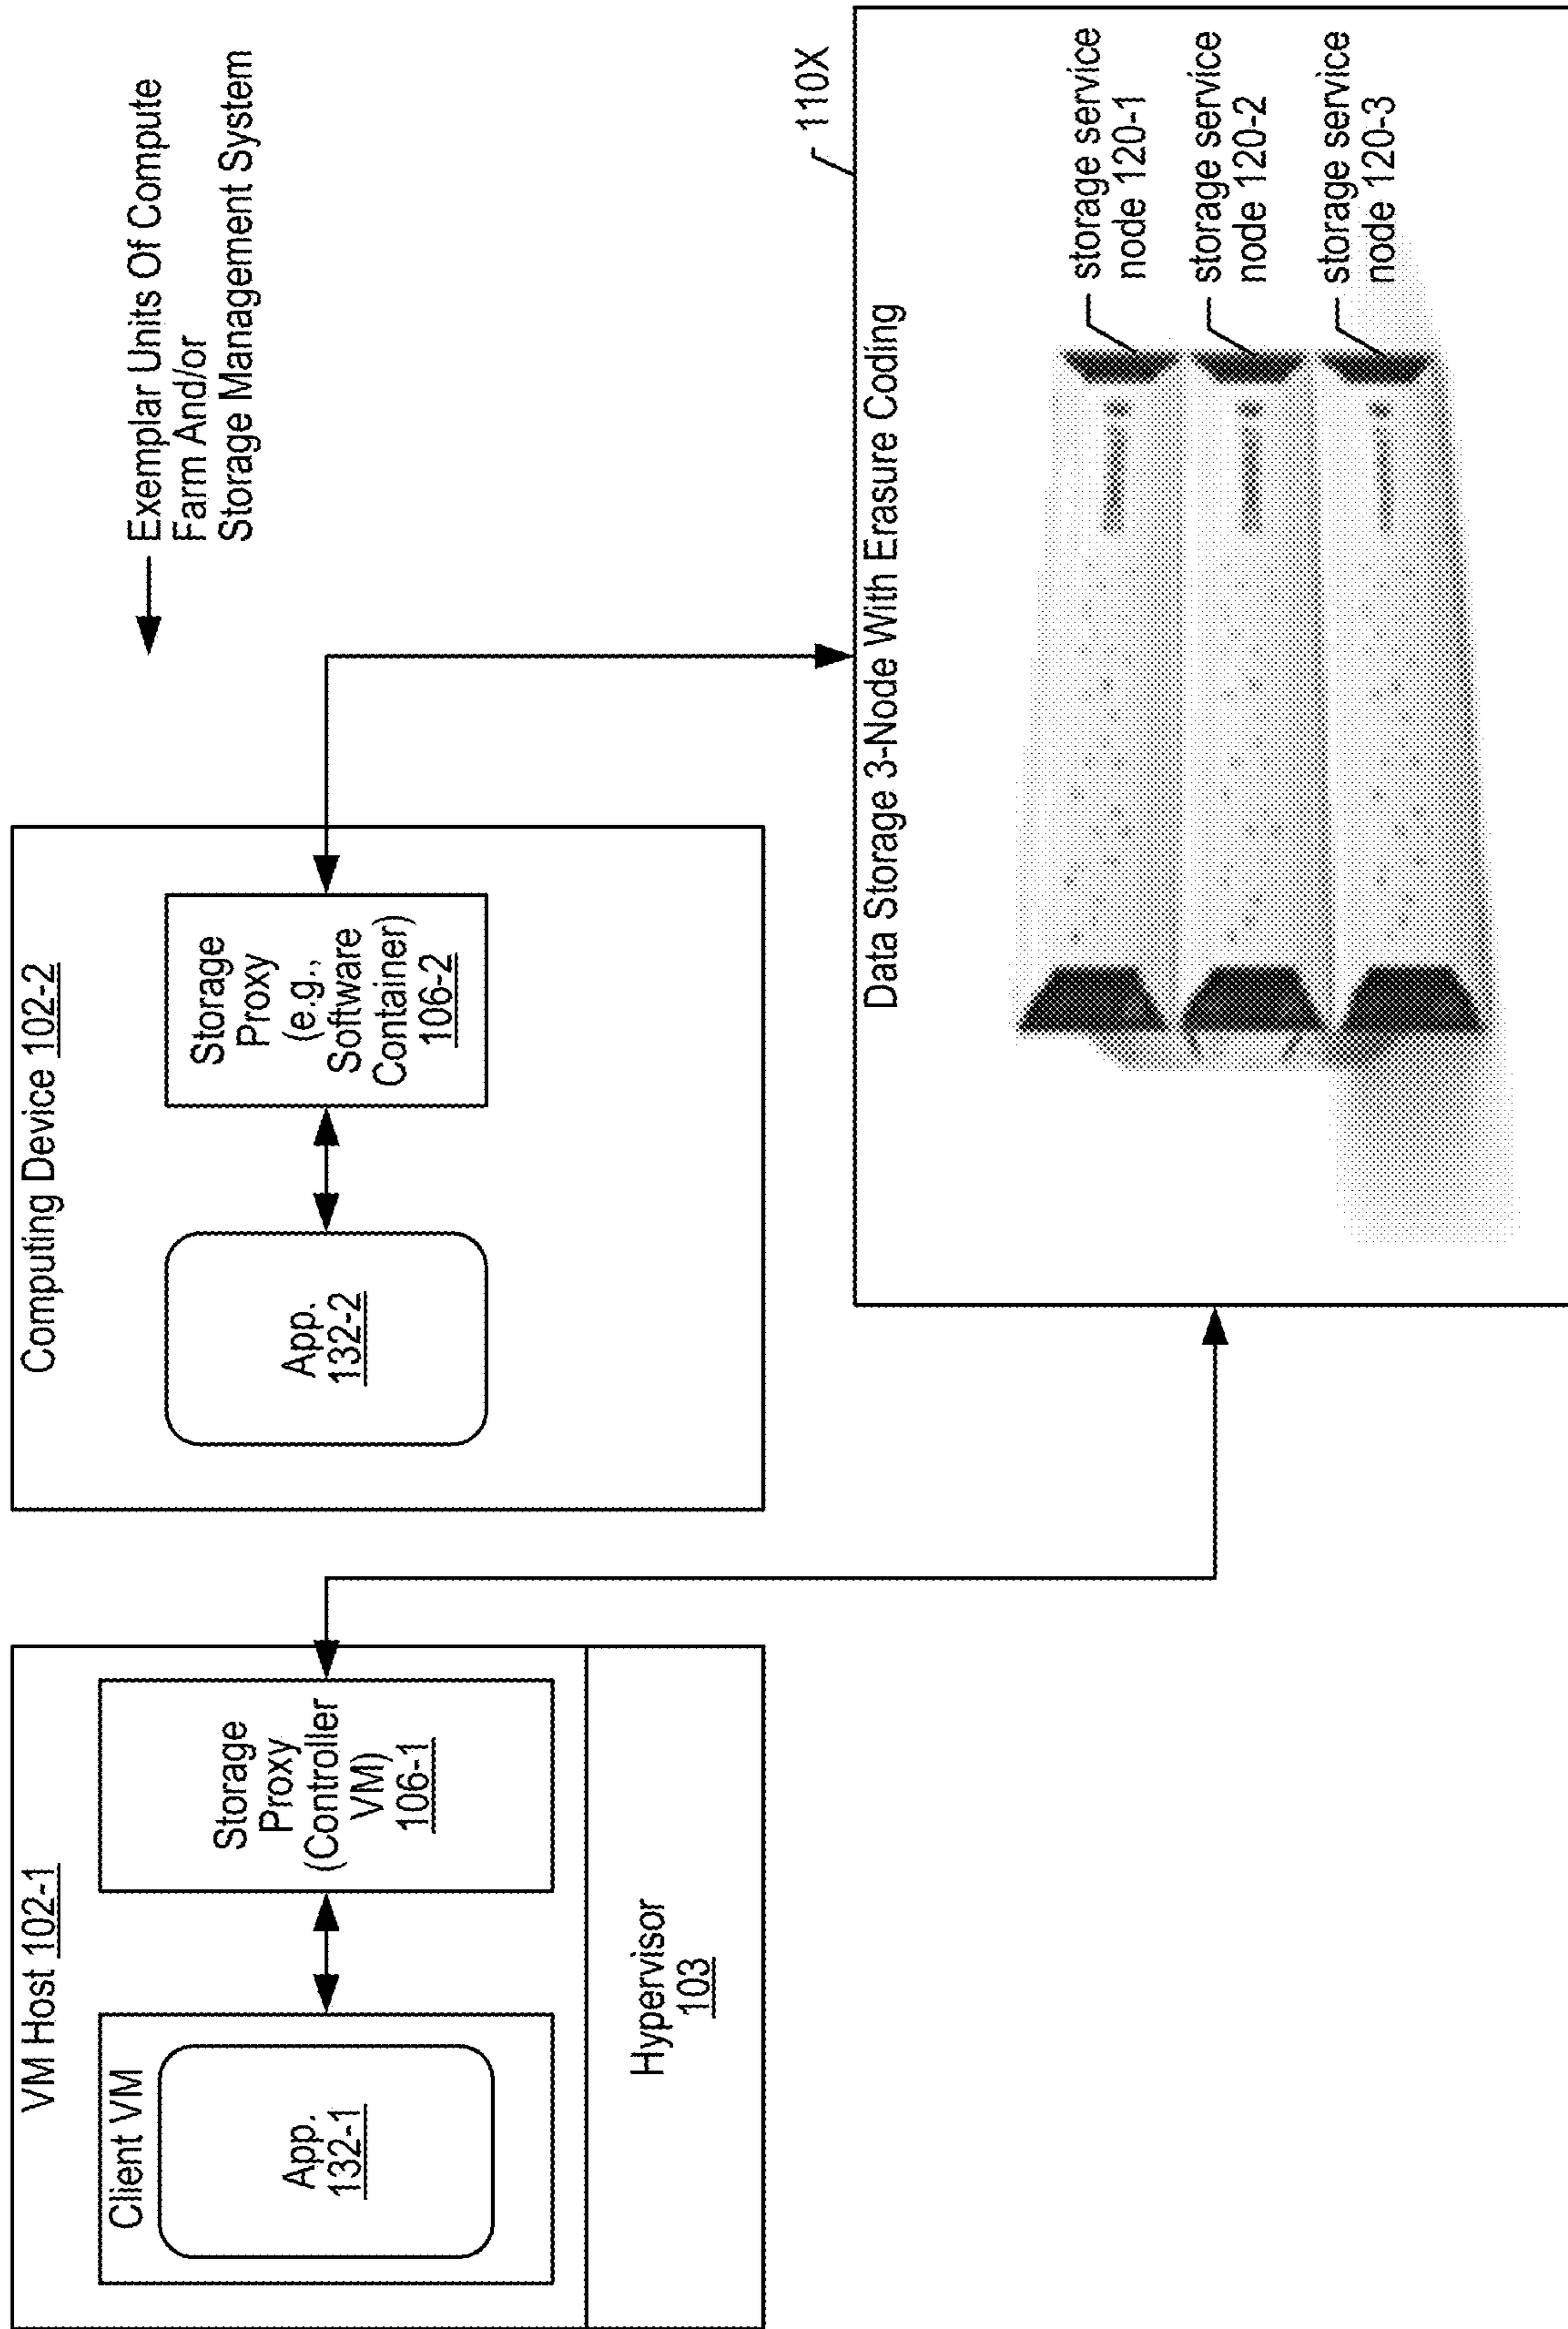 VM Host 102-1
Client VM
App.
132-1
Storage
Proxy
(Controller
VM)
106-1
Hypervisor
103
Computing Device 102-2
App.
132-2
Storage
Proxy
(e.g.,
Software
Container)
106-2
Exemplar Units Of Compute
Farm And/or
Storage Management System
110X
Data Storage 3-Node With Erasure Coding
storage service
node 120-1
storage service
node 120-2
storage service
node 120-3